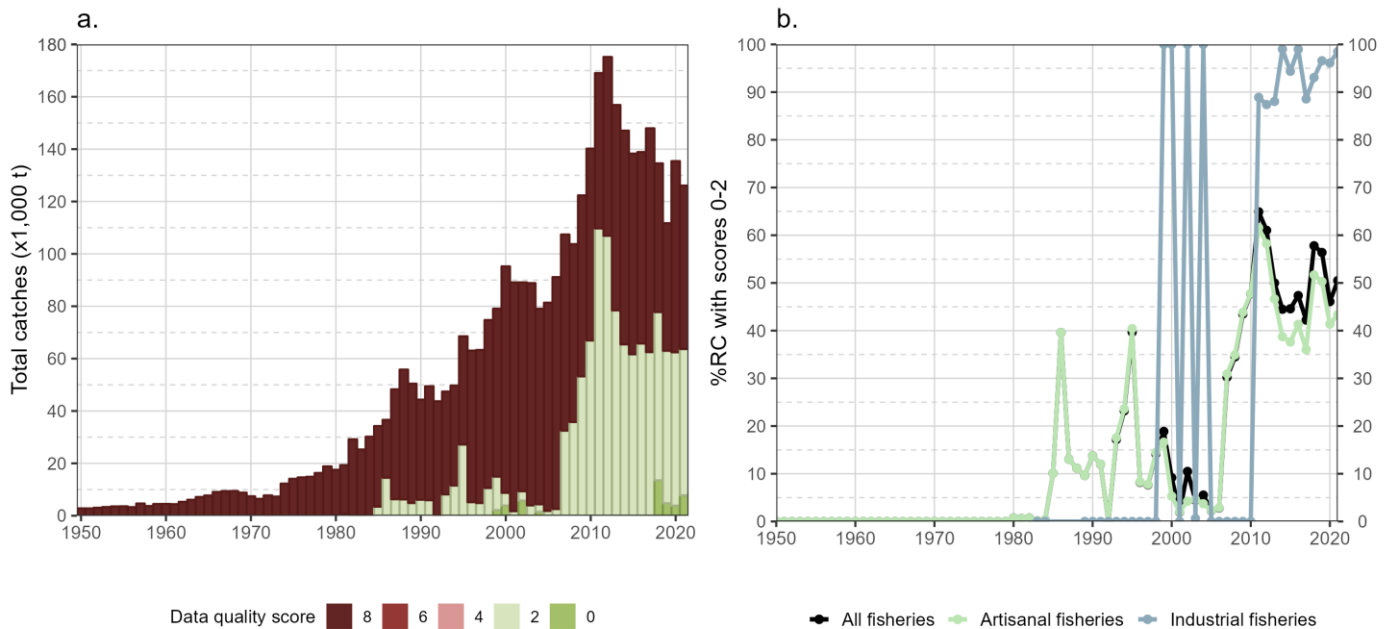 a.
Total catches (x1,000 t)
180
160
140
120
100
80
60
40
20
0
1950 1960 1970 1980 1990 2000 2010 2020
Data quality score 8 6 4 2 0
b.
%RC with scores 0-2
100 100
90 90
80 80
70 70
60 60
50 50
40 40
30 30
20 20
10 10
0 0
1950 1960 1970 1980 1990 2000 2010 2020
All fisheries Artisanal fisheries Industrial fisheries